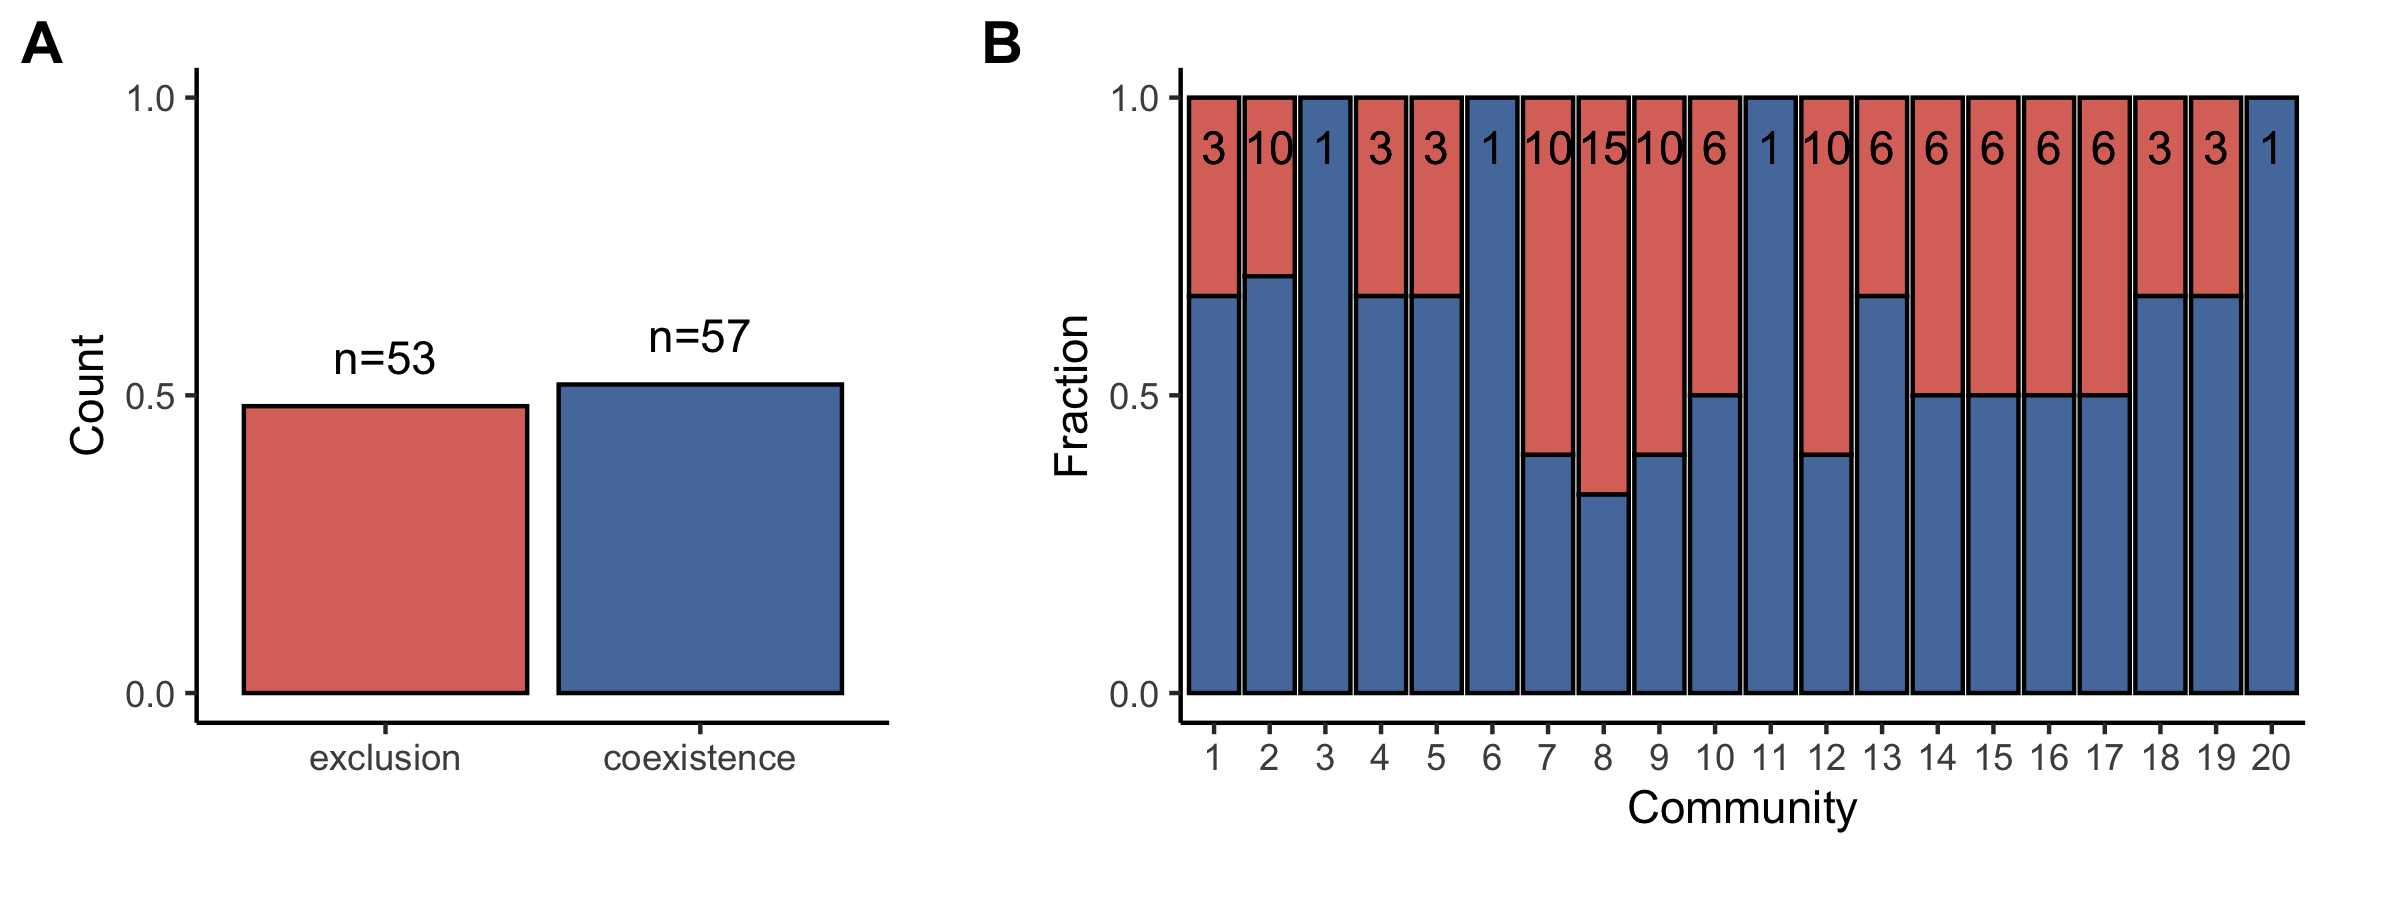 A
1.0
0.5
0.0
Count
n=53
n=57
exclusion coexistence
B
1.0
0.5
0.0
Fraction
3 10 1 3 3 1 10 15 10 6 1 10 6 6 6 6 6 3 3 1
1 2 3 4 5 6 7 8 9 10 11 12 13 14 15 16 17 18 19 20
Community